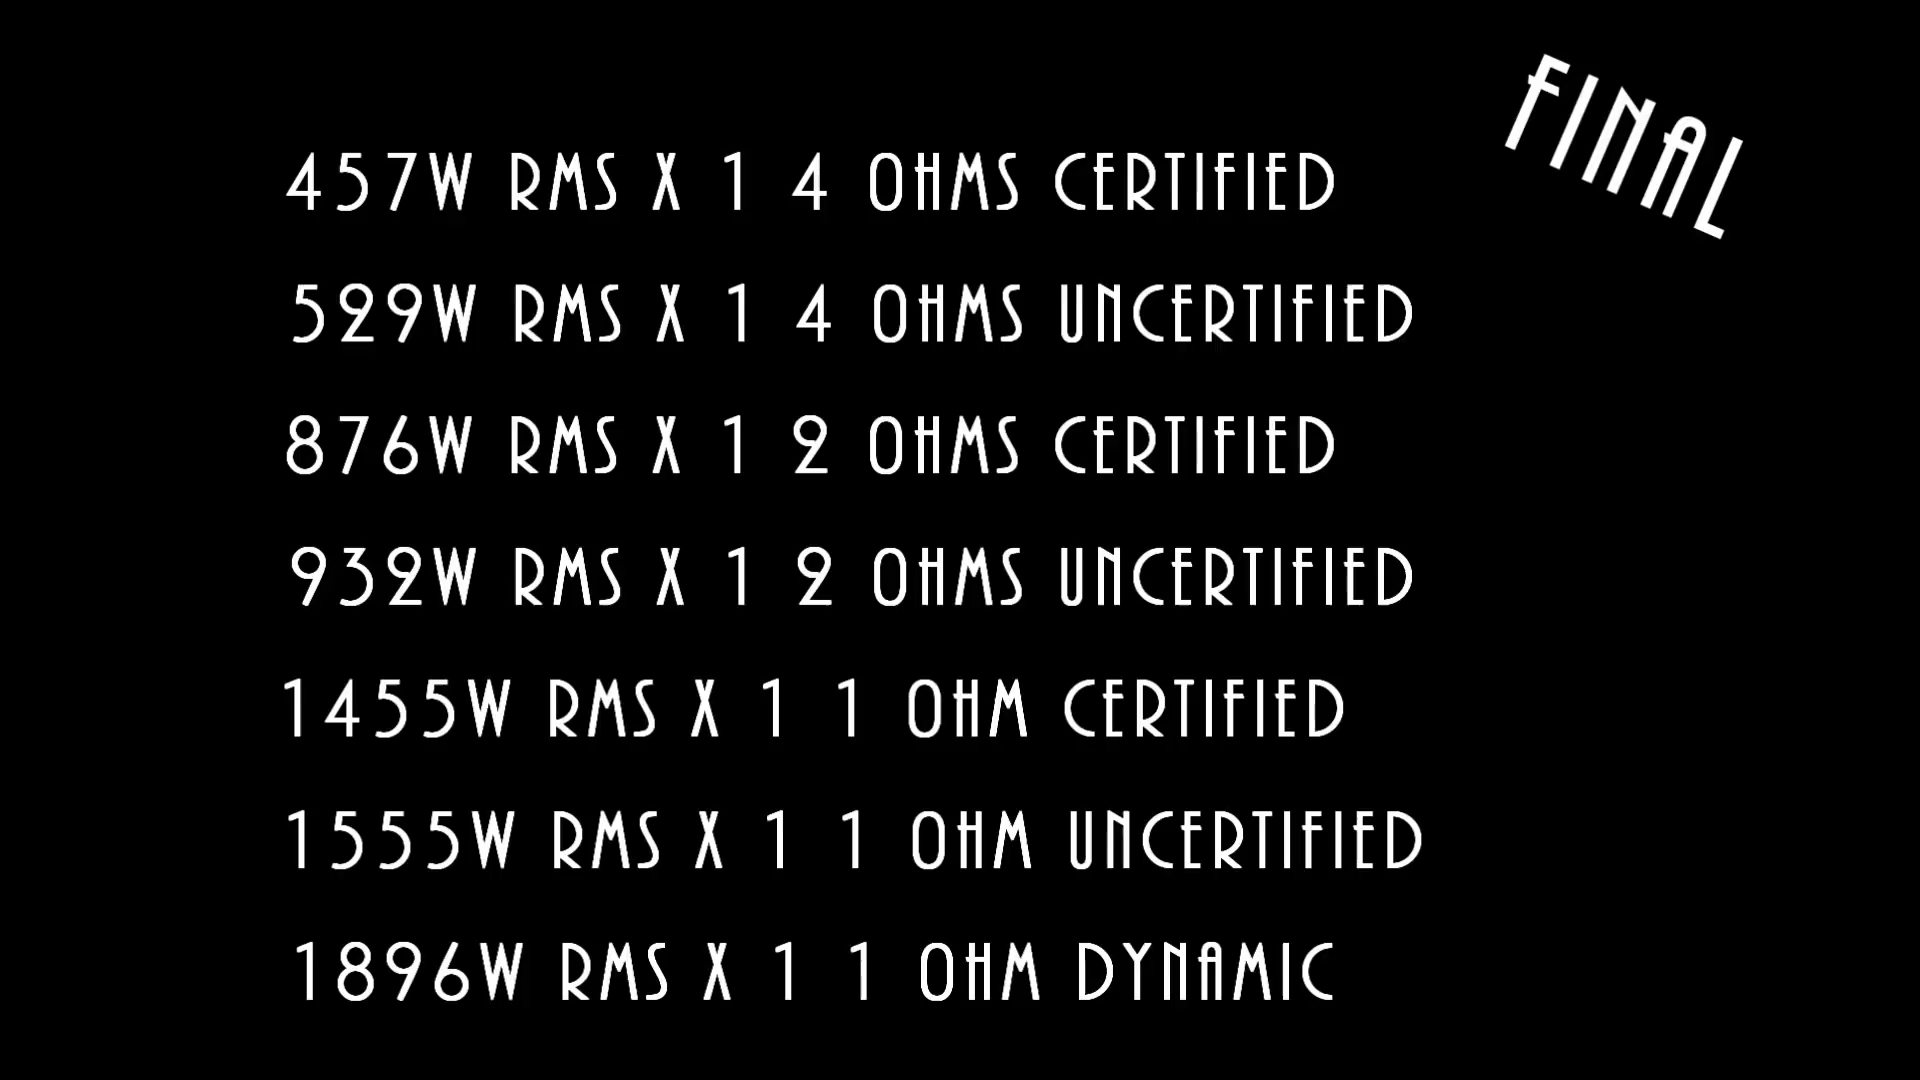 FINAL
457W RMS X 1 4 OHMS CERTIFIED
529W RMS X 1 4 OHMS UNCERTIFIED
876W RMS X 1 2 OHMS CERTIFIED
932W RMS X 1 2 OHMS UNCERTIFIED
1455W RMS X 1 1 OHM CERTIFIED
1555W RMS X 1 1 OHM UNCERTIFIED
1896W RMS X 1 1 OHM DYNAMIC